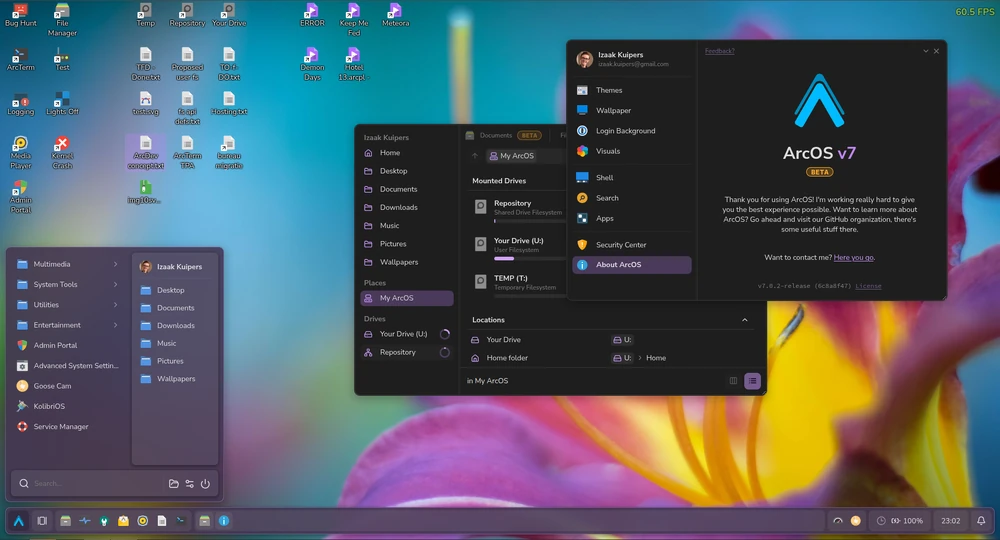 Bug Hunt
File
Manager
Temp
Repository
Your Drive
ERROR
Keep Me
Fed
Meteora
60.5 FPS
ArcTerm
Test
TED-
Done.txt
Proposed
user-fs
TO-f-
DO.txt
Demon
Days
Hotel
13.arcpl-
Logging
Lights Off
test.svg
fs api
defo.txt
Hosting.txt
Media
Player
Kernel
Crash
ArcDev
concept.txt
ArcTerm
TPA
bureau
migratie
Admin
Portal
img10sv...
Izaak Kuipers
izaak.kuipers@gmail.com
Themes
Wallpaper
Login Background
Visuals
Shell
Search
Apps
Security Center
About ArcOS
Feedback?
ArcOS v7
BETA
Thank you for using ArcOS! I'm working really hard to give
you the best experience possible. Want to learn more about
ArcOS? Go ahead and visit our GitHub organization, there's
some useful stuff there.
Want to contact me? Here you go.
v7.0.2-release (6c8a0f47) License
Izaak Kuipers
Home
Desktop
Documents
Downloads
Music
Pictures
Wallpapers
Places
My ArcOS
Drives
Your Drive (U:)
Repository
Documents BETA
My ArcOS
Mounted Drives
Repository
Shared Drive Filesystem
Your Drive (U:)
User Filesystem
TEMP (T:)
Temporary Filesystem
Locations
Your Drive
U:
Home folder
U: › Home
in My ArcOS
Multimedia
System Tools
Utilities
Entertainment
Admin Portal
Advanced System Settin...
Goose Cam
KolibriOS
Service Manager
Izaak Kuipers
Desktop
Documents
Downloads
Music
Pictures
Wallpapers
Search...
100%
23:02